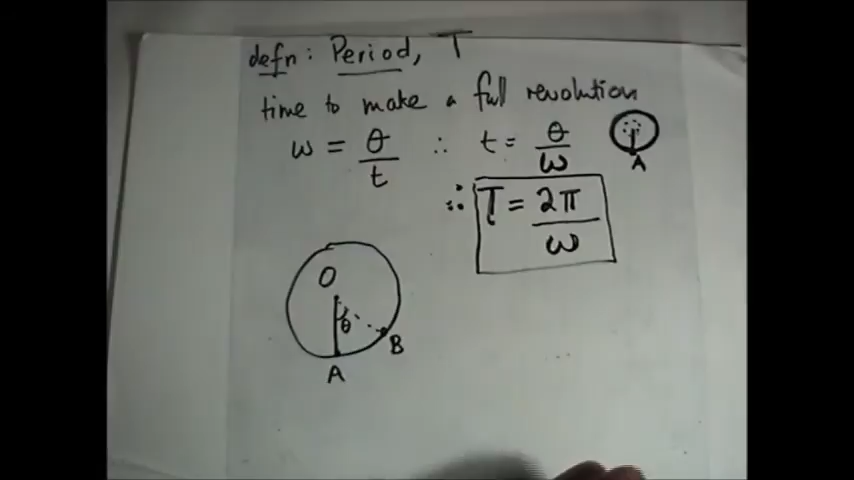 defn: Period, T
time to make a full revolution
ω = θ/t ∴ t = θ/ω
A
∴ T = 2π/ω
O
θ
B
A